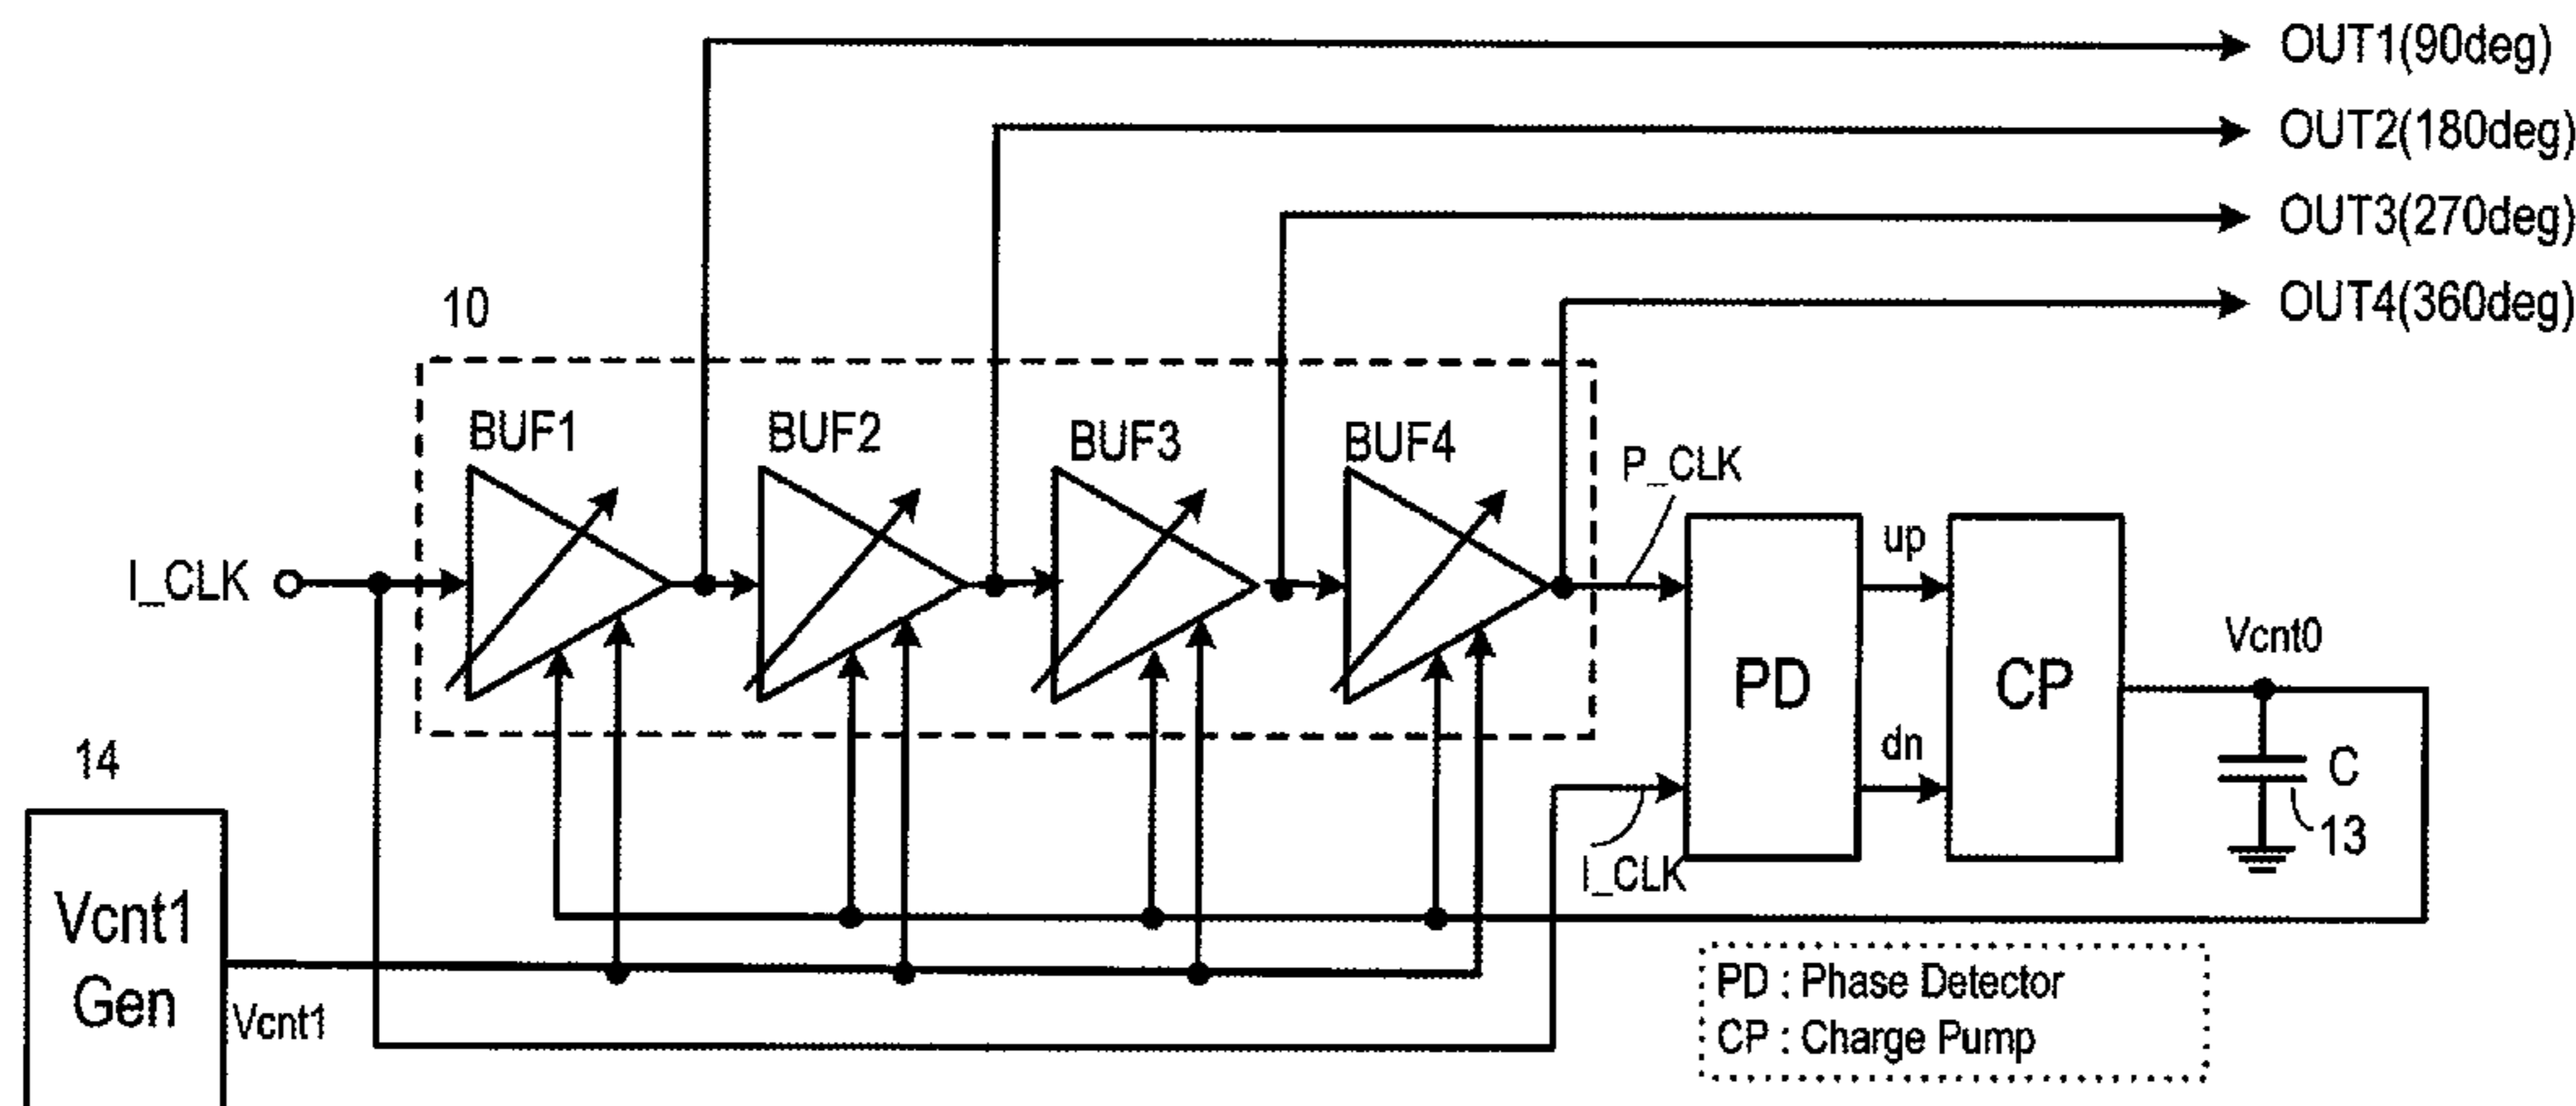 OUT1(90deg)
OUT2(180deg)
OUT3(270deg)
OUT4(360deg)
10
BUF1
BUF2
BUF3
BUF4
P_CLK
I_CLK
up
dn
PD
CP
Vcnt0
C
13
I_CLK
14
Vcnt1
Gen
Vcnt1
PD : Phase Detector
CP : Charge Pump